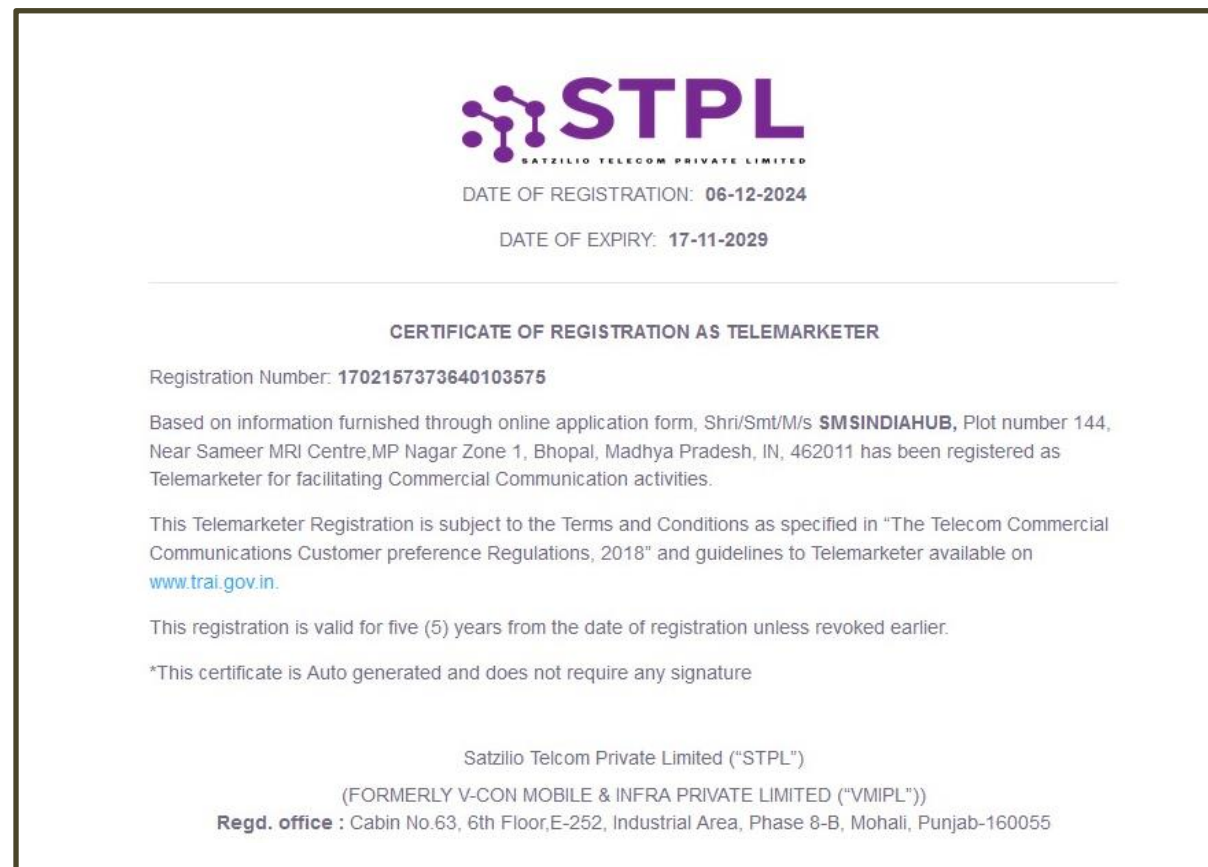 STPL
SATZILIO TELECOM PRIVATE LIMITED
DATE OF REGISTRATION: 06-12-2024
DATE OF EXPIRY: 17-11-2029
CERTIFICATE OF REGISTRATION AS TELEMARKETER
Registration Number: 1702157373640103575
Based on information furnished through online application form, Shri/Smt/M/s SMSINDIAHUB, Plot number 144,
Near Sameer MRI Centre,MP Nagar Zone 1, Bhopal, Madhya Pradesh, IN, 462011 has been registered as
Telemarketer for facilitating Commercial Communication activities.
This Telemarketer Registration is subject to the Terms and Conditions as specified in “The Telecom Commercial
Communications Customer preference Regulations, 2018” and guidelines to Telemarketer available on
www.trai.gov.in.
This registration is valid for five (5) years from the date of registration unless revoked earlier.
*This certificate is Auto generated and does not require any signature
Satzilio Telcom Private Limited (“STPL”)
(FORMERLY V-CON MOBILE & INFRA PRIVATE LIMITED (“VMIPL”))
Regd. office : Cabin No.63, 6th Floor,E-252, Industrial Area, Phase 8-B, Mohali, Punjab-160055